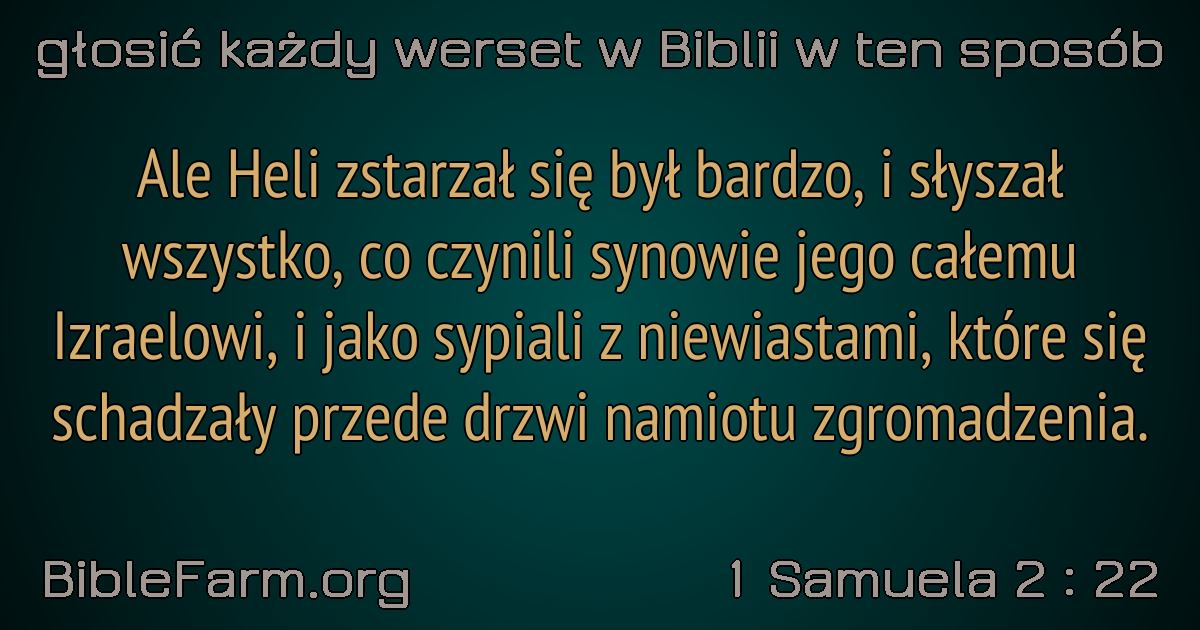 głosić każdy werset w Biblii w ten sposób
Ale Heli zstarzał się był bardzo, i słyszał
wszystko, co czynili synowie jego całemu
Izraelowi, i jako sypiali z niewiastami, które się
schadzały przede drzwi namiotu zgromadzenia.
BibleFarm.org
1 Samuela 2 : 22